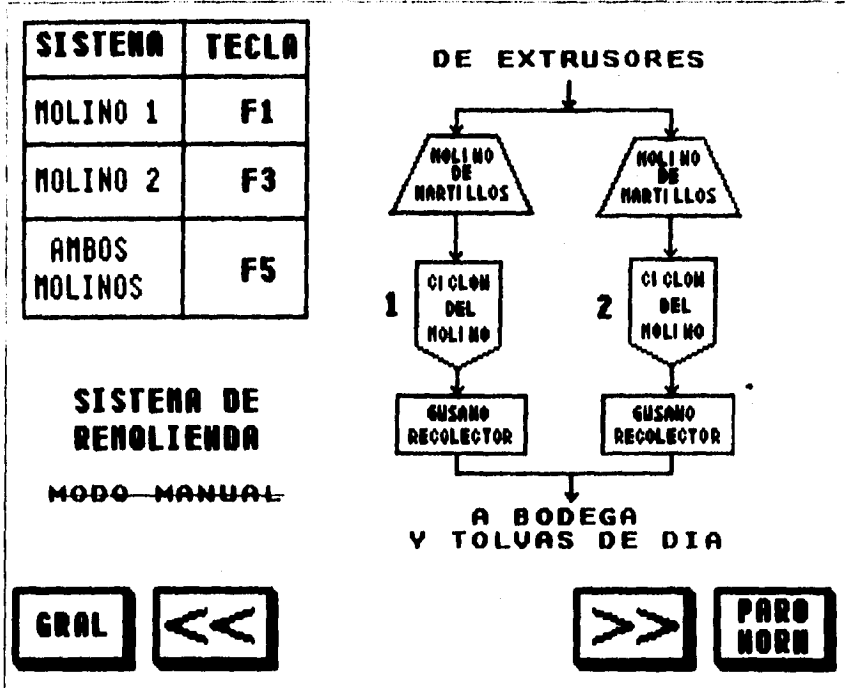 SISTEMA TECLA
MOLINO 1 F1
MOLINO 2 F3
AMBOS
MOLINOS
F5
SISTEMA DE
REMOLIENDA
MODO MANUAL
DE EXTRUSORES
MOLINO
DE
MARTILLOS
MOLINO
DE
MARTILLOS
1
CICLON
DEL
MOLINO
2
CICLON
DEL
MOLINO
GUSANO
RECOLECTOR
GUSANO
RECOLECTOR
A BODEGA
Y TOLVAS DE DIA
GRAL
<<
>>
PARO
NORM